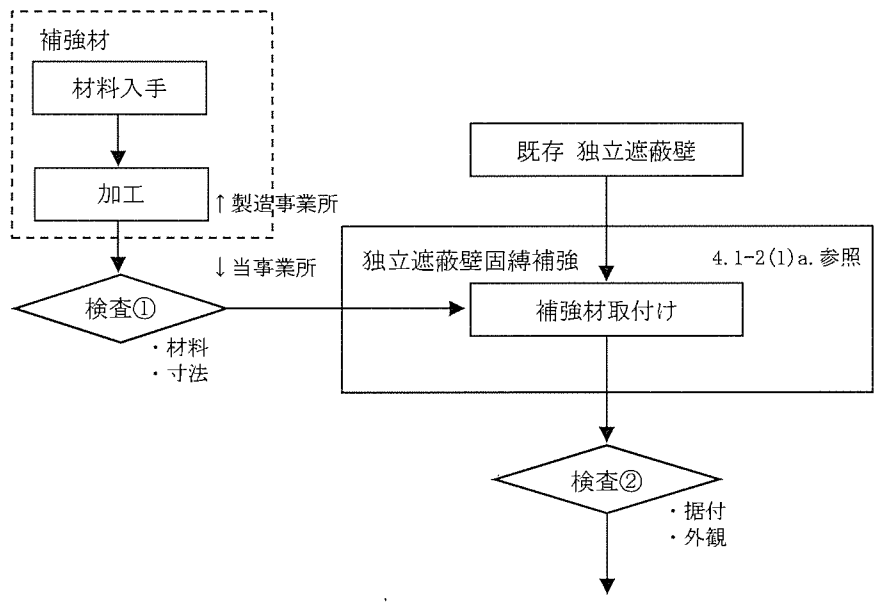 補強材
材料入手
加工
↑製造事業所
↓当事業所
検査①
・材料
・寸法
既存 独立遮蔽壁
独立遮蔽壁固縛補強
4.1-2(1)a.参照
補強材取付け
検査②
・据付
・外観